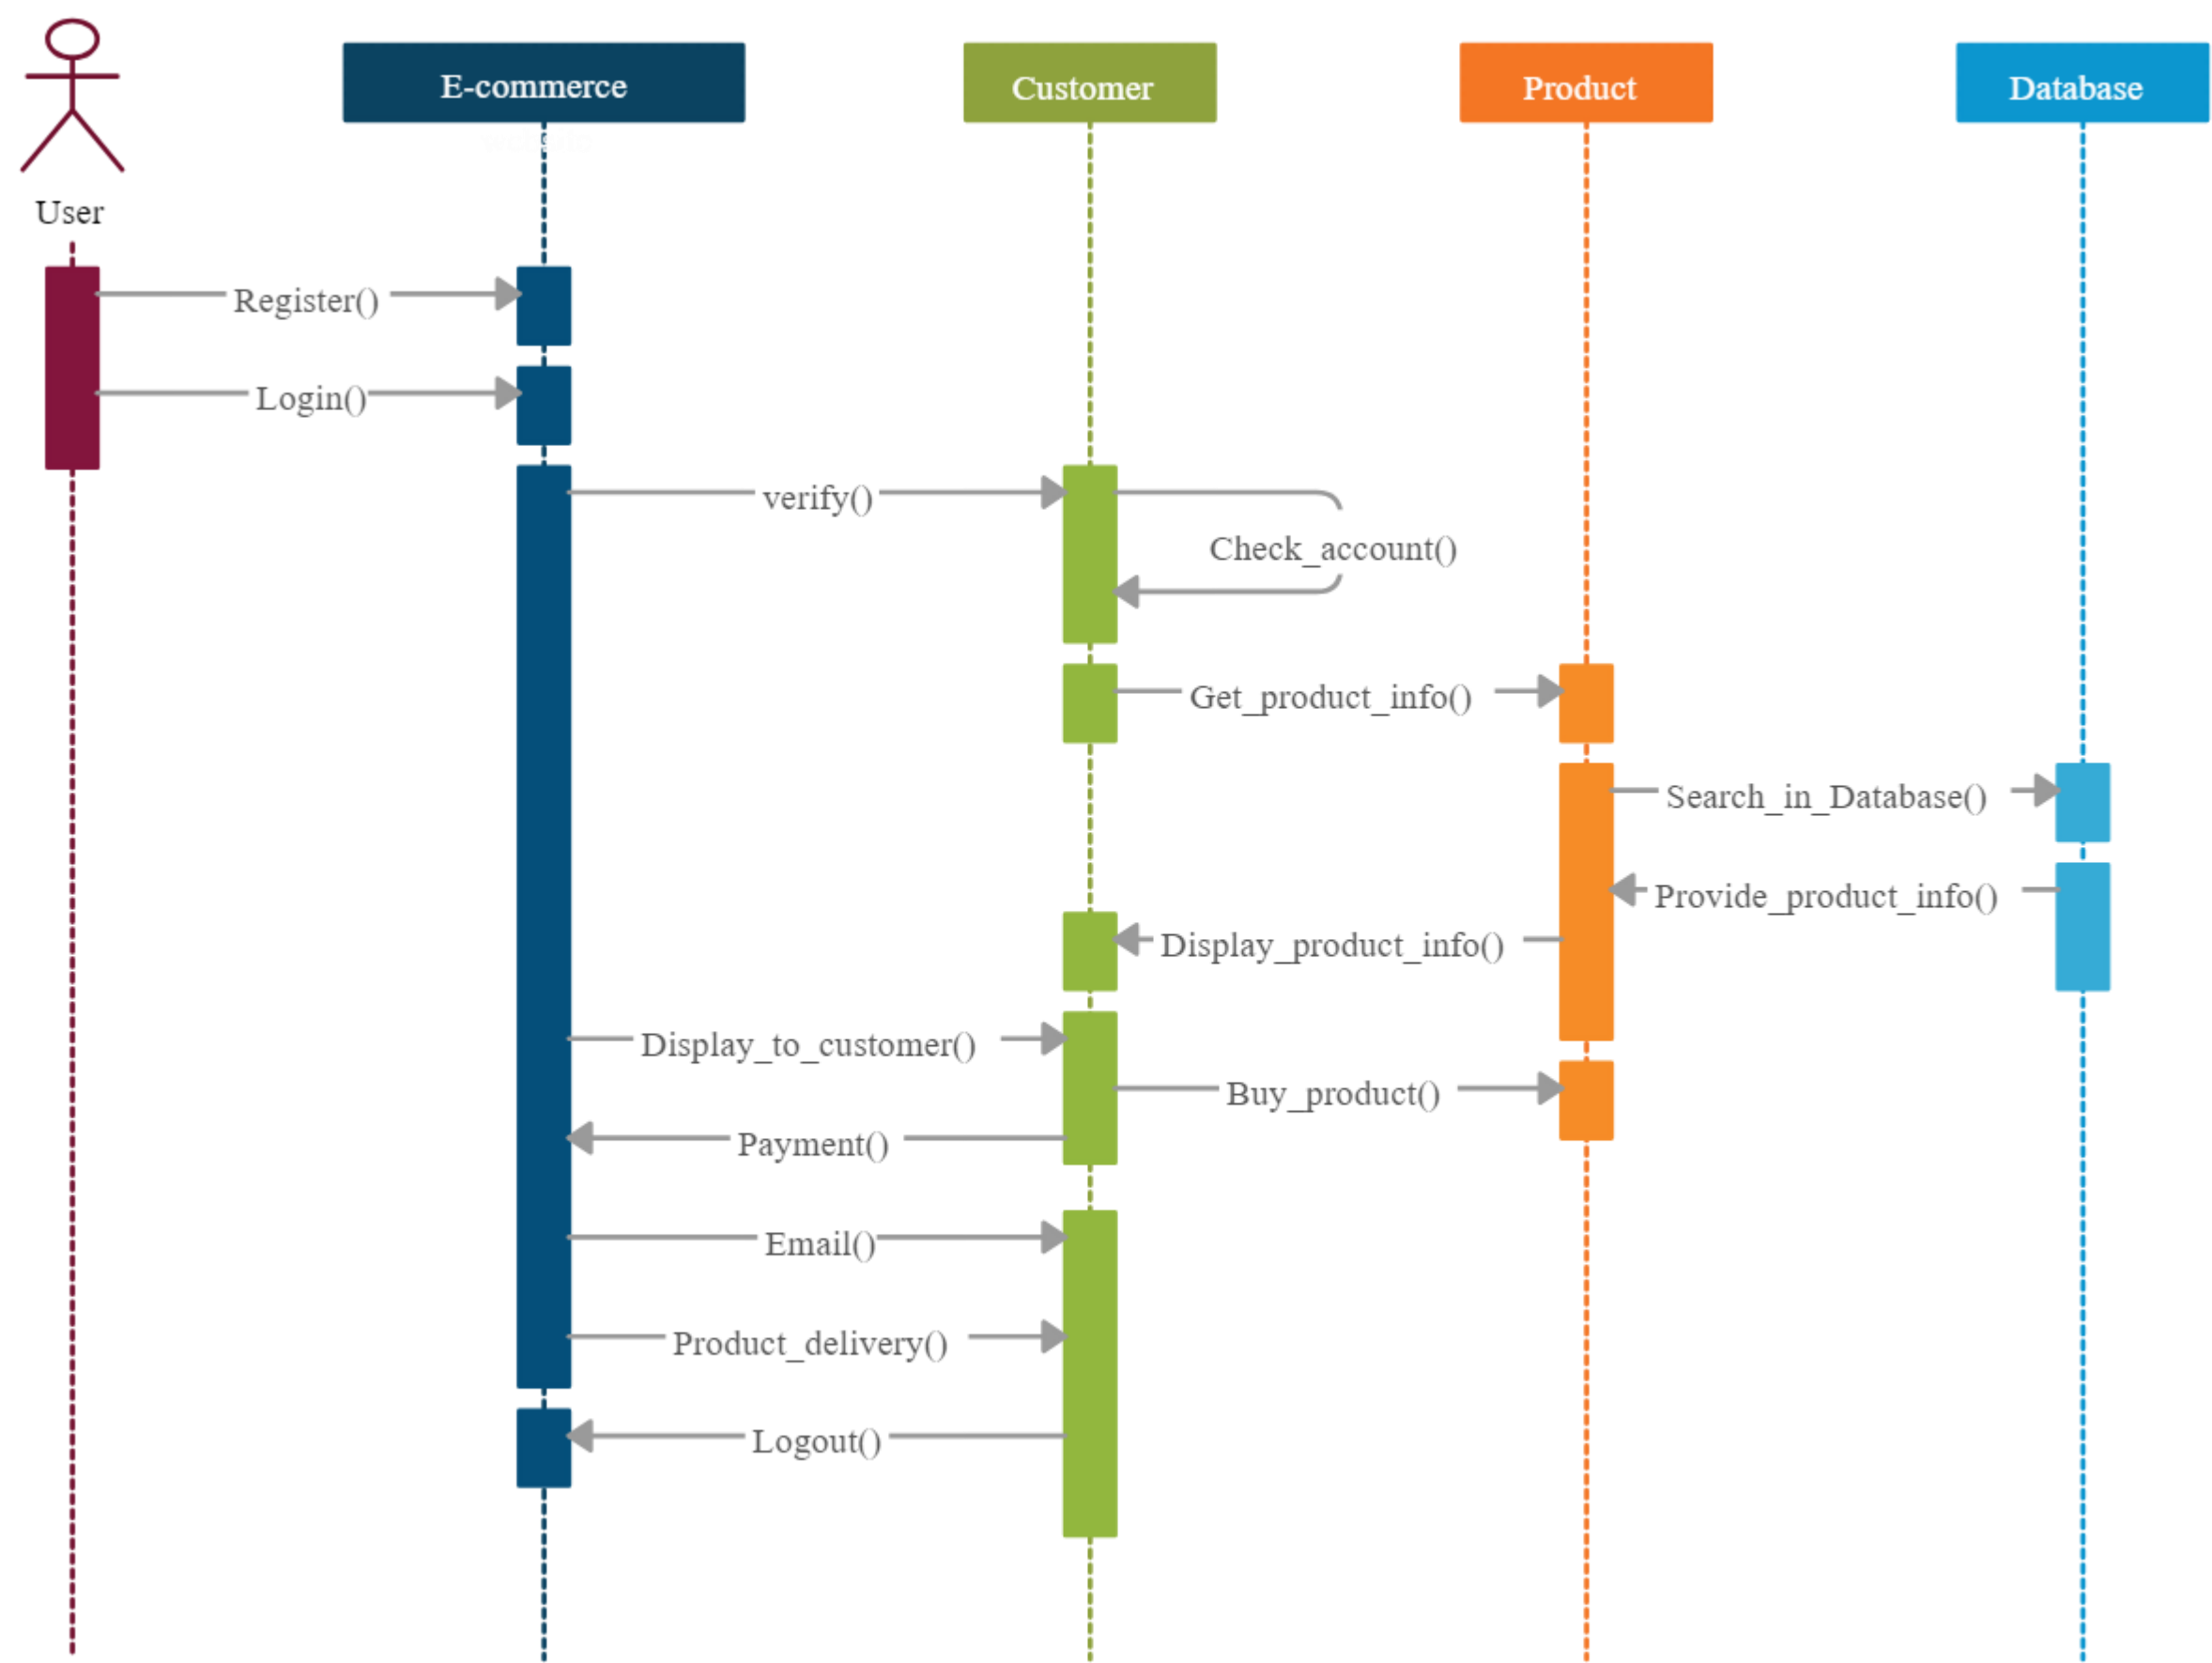 E-commerce
Customer
Product
Database
User
Register()
Login()
verify()
Check_account()
Get_product_info()
Search_in_Database()
Provide_product_info()
Display_product_info()
Display_to_customer()
Buy_product()
Payment()
Email()
Product_delivery()
Logout()